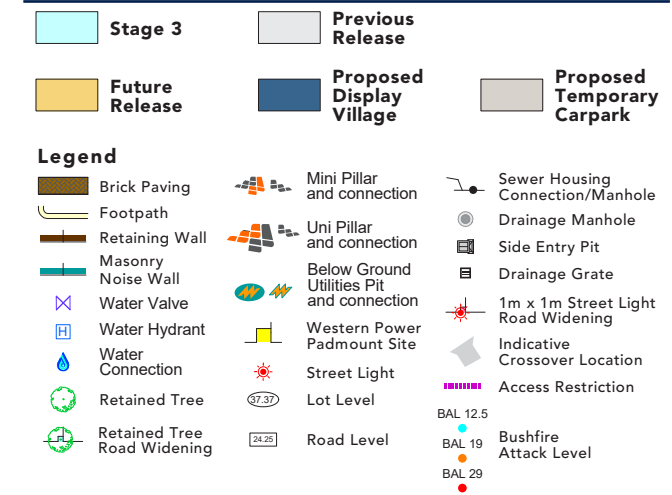 Stage 3
Previous
Release
Future
Release
Proposed
Display
Village
Proposed
Temporary
Carpark
Legend
Brick Paving
Footpath
Retaining Wall
Masonry
Noise Wall
Water Valve
H Water Hydrant
Water
Connection
Retained Tree
Retained Tree
Road Widening
Mini Pillar
and connection
Uni Pillar
and connection
Below Ground
Utilities Pit
and connection
Western Power
Padmount Site
Street Light
37.37 Lot Level
24.25 Road Level
Sewer Housing
Connection/Manhole
Drainage Manhole
Side Entry Pit
Drainage Grate
1m x 1m Street Light
Road Widening
Indicative
Crossover Location
Access Restriction
BAL 12.5
BAL 19
BAL 29
Bushfire
Attack Level